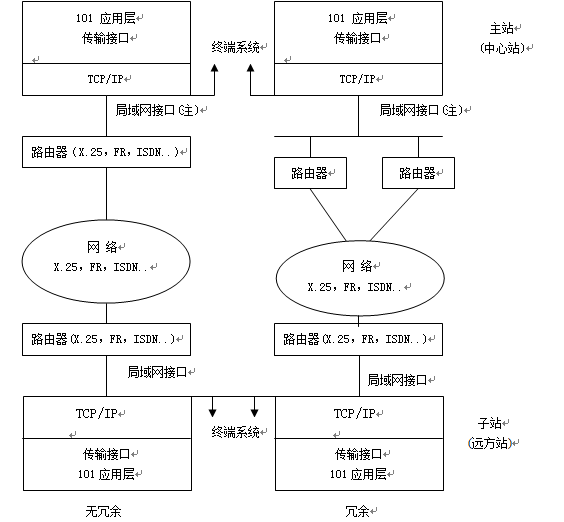 101 应用层
传输接口
TCP/IP
终端系统
101 应用层
传输接口
TCP/IP
主站
(中心站)
局域网接口(主)
局域网接口(主)
路由器(X.25，FR，ISDN..)
路由器
路由器
网 络
X.25，FR，ISDN..
网 络
X.25，FR，ISDN..
路由器(X.25，FR，ISDN..)
路由器(X.25，FR，ISDN..)
局域网接口
局域网接口
TCP/IP
传输接口
101 应用层
终端系统
TCP/IP
传输接口
101 应用层
子站
(远方站)
无冗余
冗余